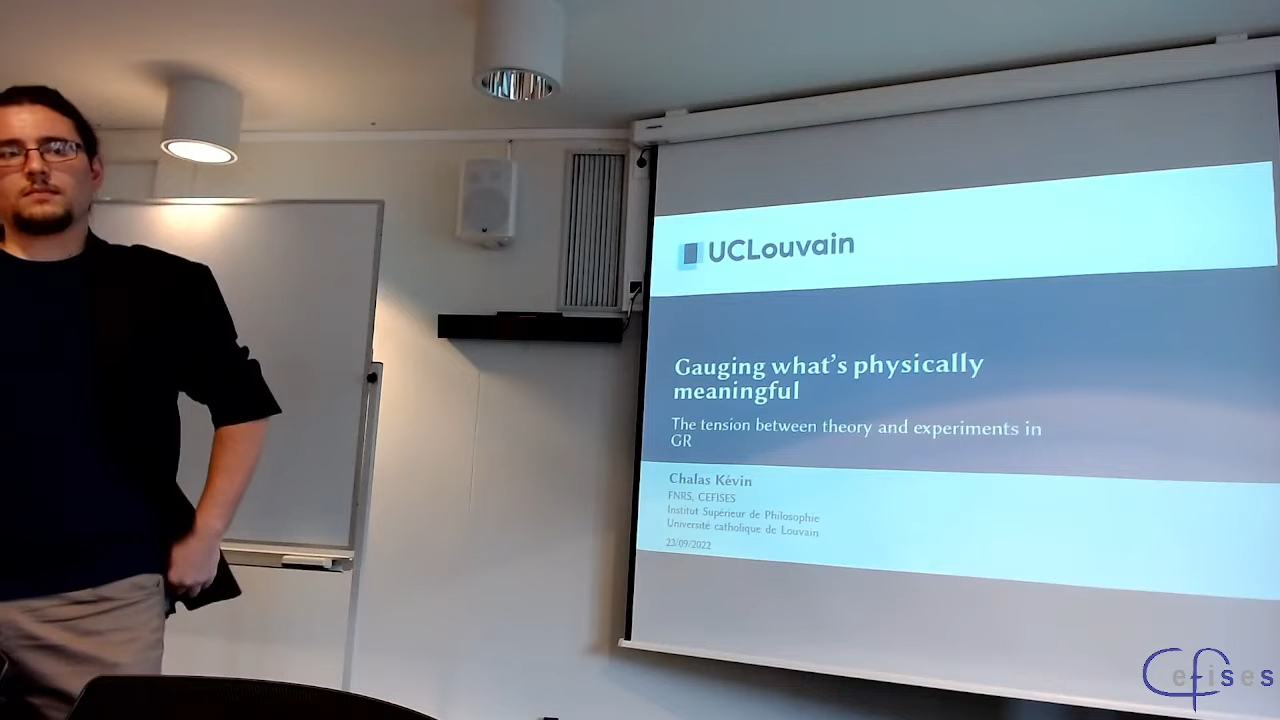 UCLouvain
Gauging what's physically
meaningful
The tension between theory and experiments in
GR
Chalas Kévin
FNRS, CEFISES
Institut Supérieur de Philosophie
Université catholique de Louvain
23/09/2022
Cefises